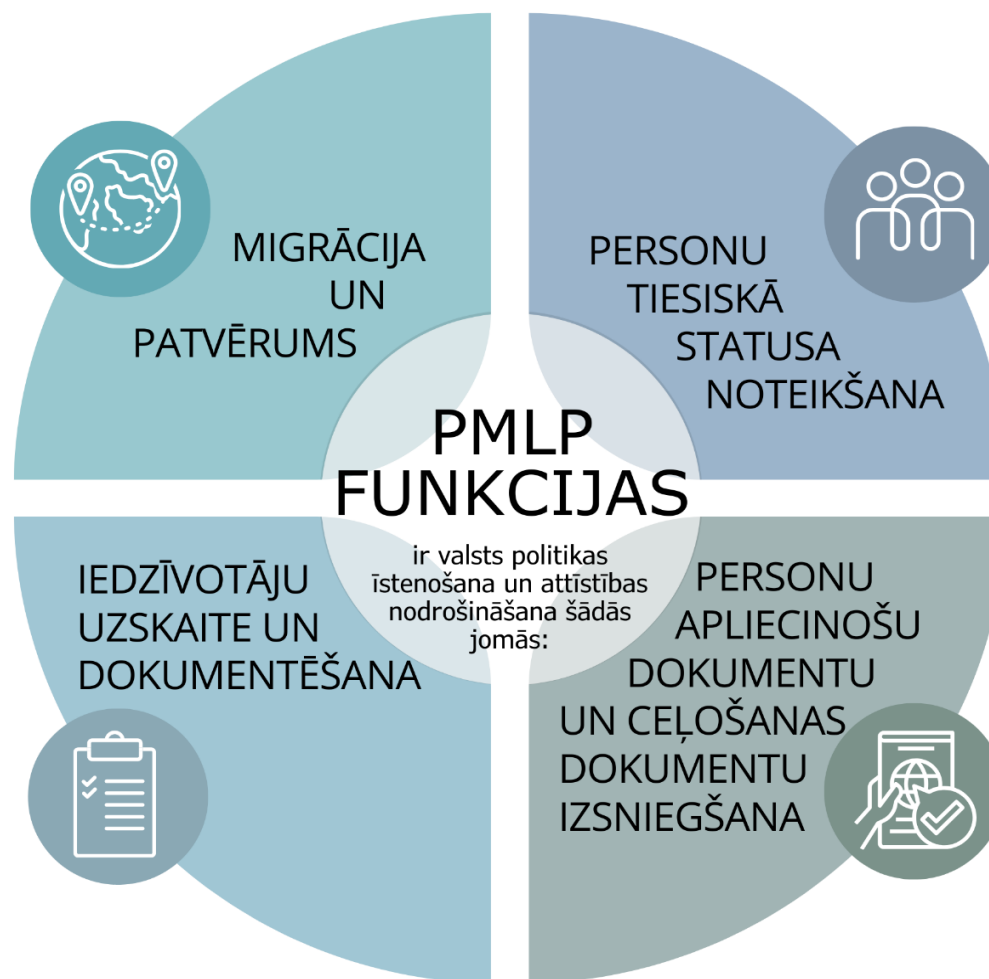 MIGRĀCIJA
UN
PATVĒRUMS
PERSONU
TIESISKĀ
STATUSA
NOTEIKŠANA
PMLP
FUNKCIJAS
ir valsts politikas
īstenošana un attīstības
nodrošināšana šādās
jomās:
IEDZĪVOTĀJU
UZSKAITE UN
DOKUMENTĒŠANA
PERSONU
APLIECINOŠU
DOKUMENTU
UN CEĻOŠANAS
DOKUMENTU
IZSNIEGŠANA